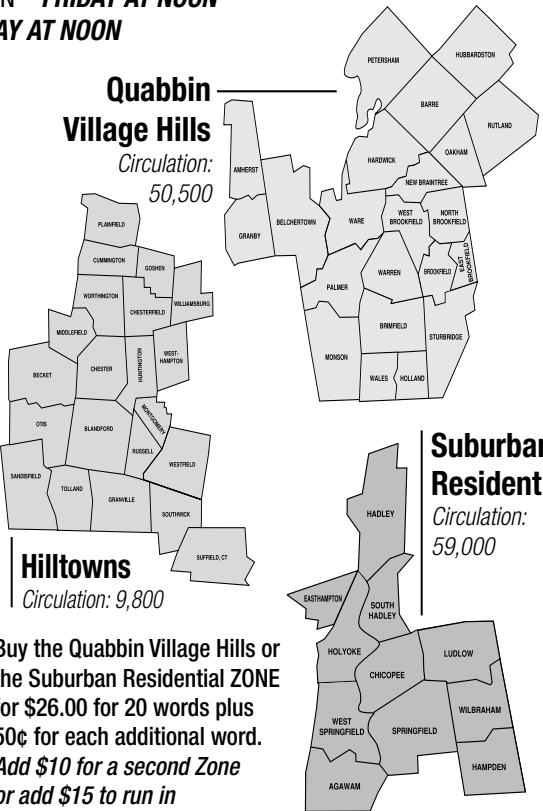 FRIDAY AT NOON
AY AT NOON
Quabbin
Village Hills
Circulation:
50,500
PETERSHAM
HUBBARDSTON
BARRE
RUTLAND
OAKHAM
HARDWICK
NEW BRAINTREE
AMHERST
BELCHERTOWN
GRANBY
WARE
WEST
BROOKFIELD
NORTH
BROOKFIELD
EAST
BROOKFIELD
BROOKFIELD
WARREN
PALMER
BRIMFIELD
STURBRIDGE
MONSON
WALES
HOLLAND
PLAINFIELD
CUMMINGTON
GOSHEN
WORTHINGTON
CHESTERFIELD
WILLIAMSBURG
MIDDLEFIELD
WEST-
HAMPTON
HUNTINGTON
CHESTER
BECKET
MONTGOMERY
OTIS
BLANDFORD
RUSSELL
WESTFIELD
SANDISFIELD
TOLLAND
GRANVILLE
SOUTHWICK
SUFFIELD, CT
Hilltowns
Circulation: 9,800
Suburban
Resident
Circulation:
59,000
HADLEY
EASTHAMPTON
SOUTH
HADLEY
HOLYOKE
LUDLOW
CHICOPEE
WILBRAHAM
WEST
SPRINGFIELD
SPRINGFIELD
HAMPDEN
AGAWAM
Buy the Quabbin Village Hills or
the Suburban Residential ZONE
for $26.00 for 20 words plus
50¢ for each additional word.
Add $10 for a second Zone
or add $15 to run in